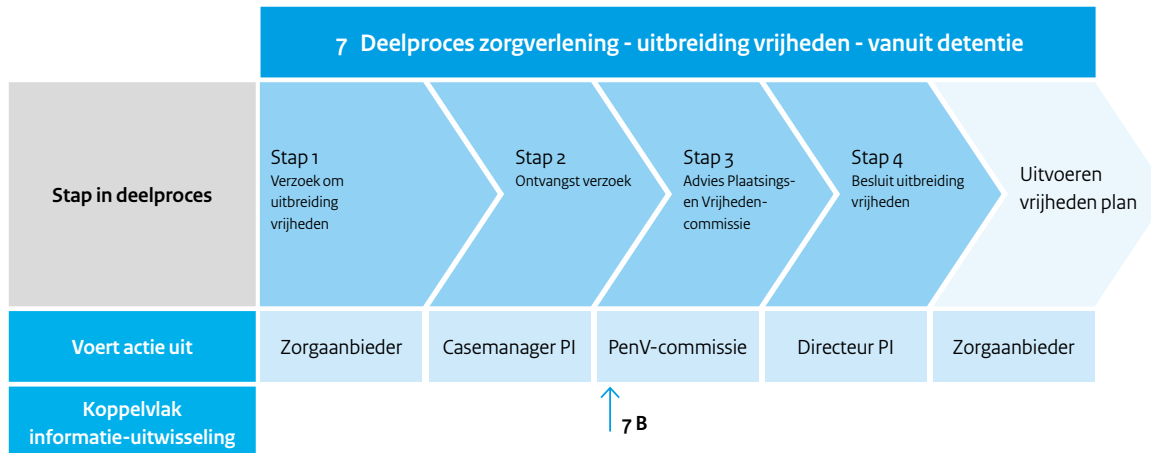 7 Deelproces zorgverlening - uitbreiding vrijheden - vanuit detentie
Stap in deelproces
Stap 1
Verzoek om
uitbreiding
vrijheden
Stap 2
Ontvangst verzoek
Stap 3
Advies Plaatsings-
en Vrijheden-
commissie
Stap 4
Besluit uitbreiding
vrijheden
Uitvoeren
vrijheden plan
Voert actie uit
Zorgaanbieder
Casemanager PI
PenV-commissie
Directeur PI
Zorgaanbieder
Koppelvlak
informatie-uitwisseling
7 B